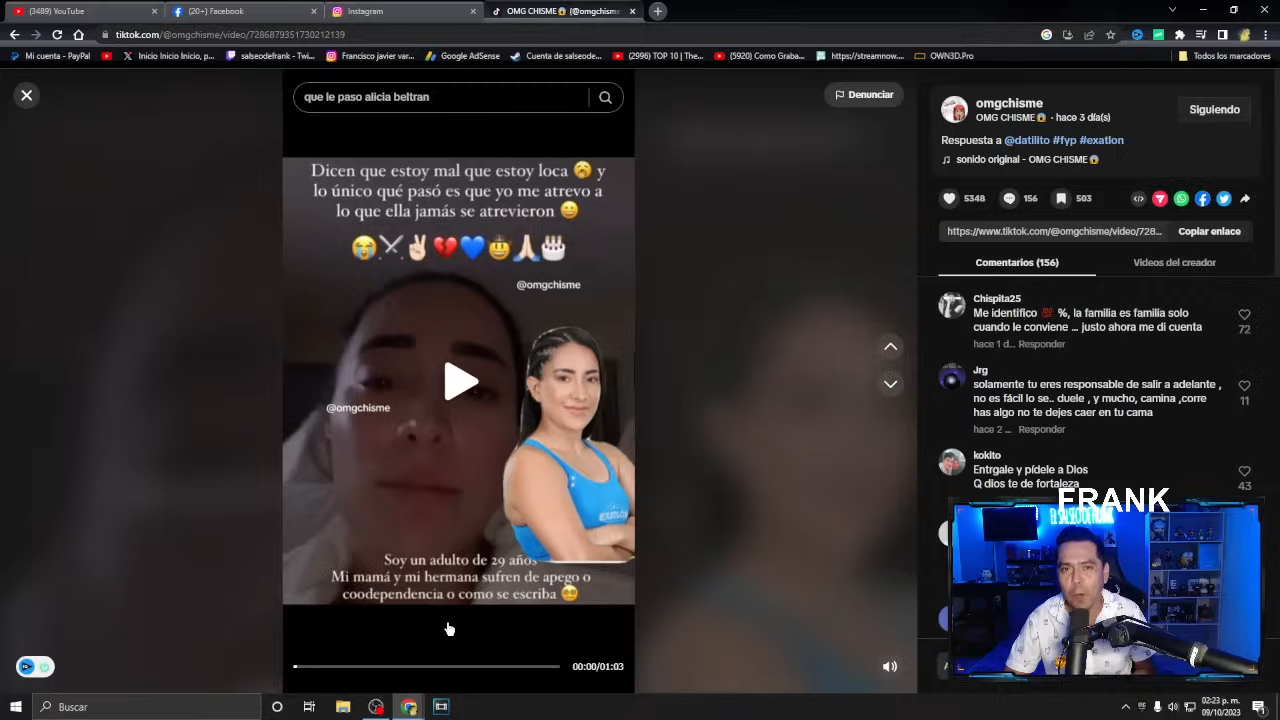 (3489) YouTube
(20+) Facebook
Instagram
OMG CHISME😱 (@omgchism
tiktok.com/@omgchisme/video/7286879351730212139
Mi cuenta - PayPal
Inicio Inicio Inicio, p...
salseodefrank - Twi...
Francisco javier var...
Google AdSense
Cuenta de salseode...
(2996) TOP 10 | The...
(5920) Como Graba...
https://streamnow...
OWN3D.Pro
Todos los marcadores
que le paso alicia beltran
Denunciar
Dicen que estoy mal que estoy loca 😭 y
lo único qué pasó es que yo me atrevo a
lo que ella jamás se atrevieron 😀
😭⚔️✌🏻💔💙🤠🙏🏻🎂
@omgchisme
@omgchisme
EXATLON
Soy un adulto de 29 años
Mi mamá y mi hermana sufren de apego o
coodependencia o como se escriba
00:00/01:03
omgchisme
OMG CHISME😱 · hace 3 día(s)
Siguiendo
Respuesta a @datilito #fyp #exatlon
sonido original - OMG CHISME😱
5348
156
503
https://www.tiktok.com/@omgchisme/video/728...
Copiar enlace
Comentarios (156)
Videos del creador
Chispita25
Me identifico 💯 %, la familia es familia solo
cuando le conviene ... justo ahora me di cuenta
72
hace 1 d...
Responder
Jrg
solamente tu eres responsable de salir a adelante ,
no es fácil lo se.. duele , y mucho, camina ,corre
has algo no te dejes caer en tu cama
11
hace 2 ...
Responder
kokito
Entrgale y pídele a Dios
Q dios te de fortaleza
43
FRANK
EL SALSEO DE FRANK
Buscar
02:23 p. m.
09/10/2023